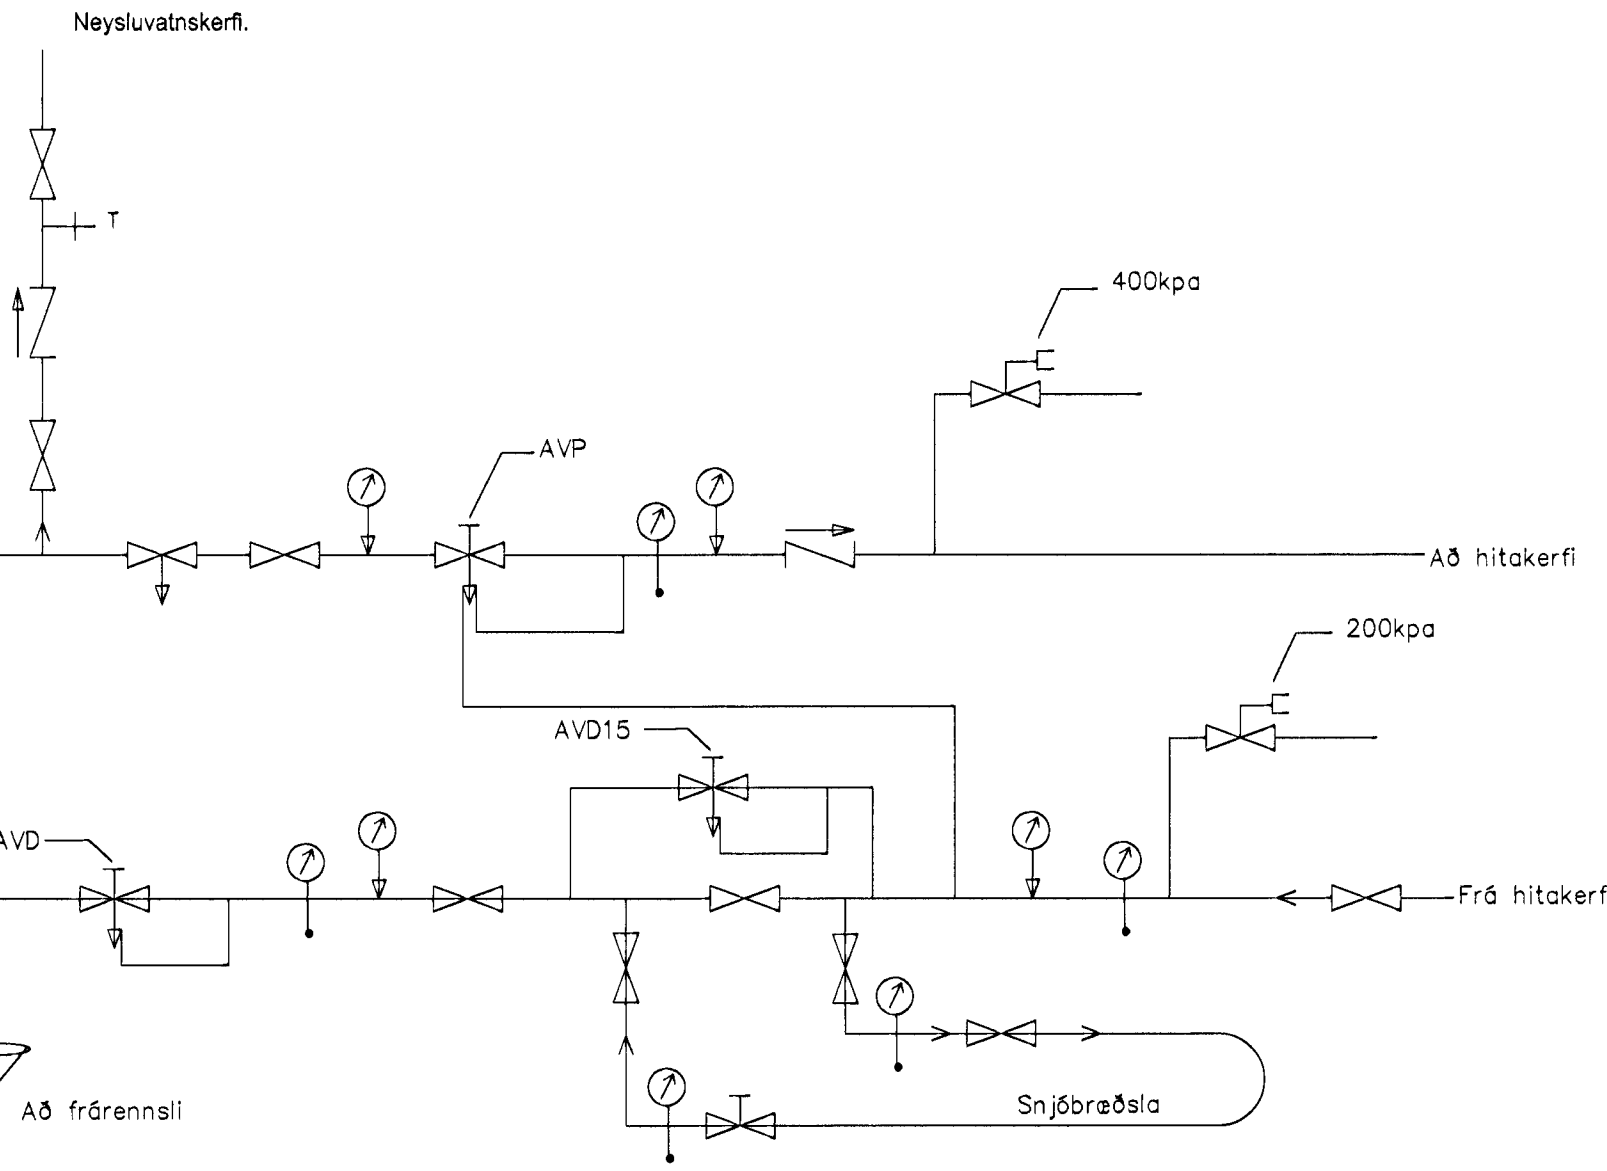 Neysluvatnskerfi.
T
400kpa
AVP
Að hitakerfi
200kpa
AVD15
AVD
Frá hitakerf
Snjóbræðsla
Að frárennsli